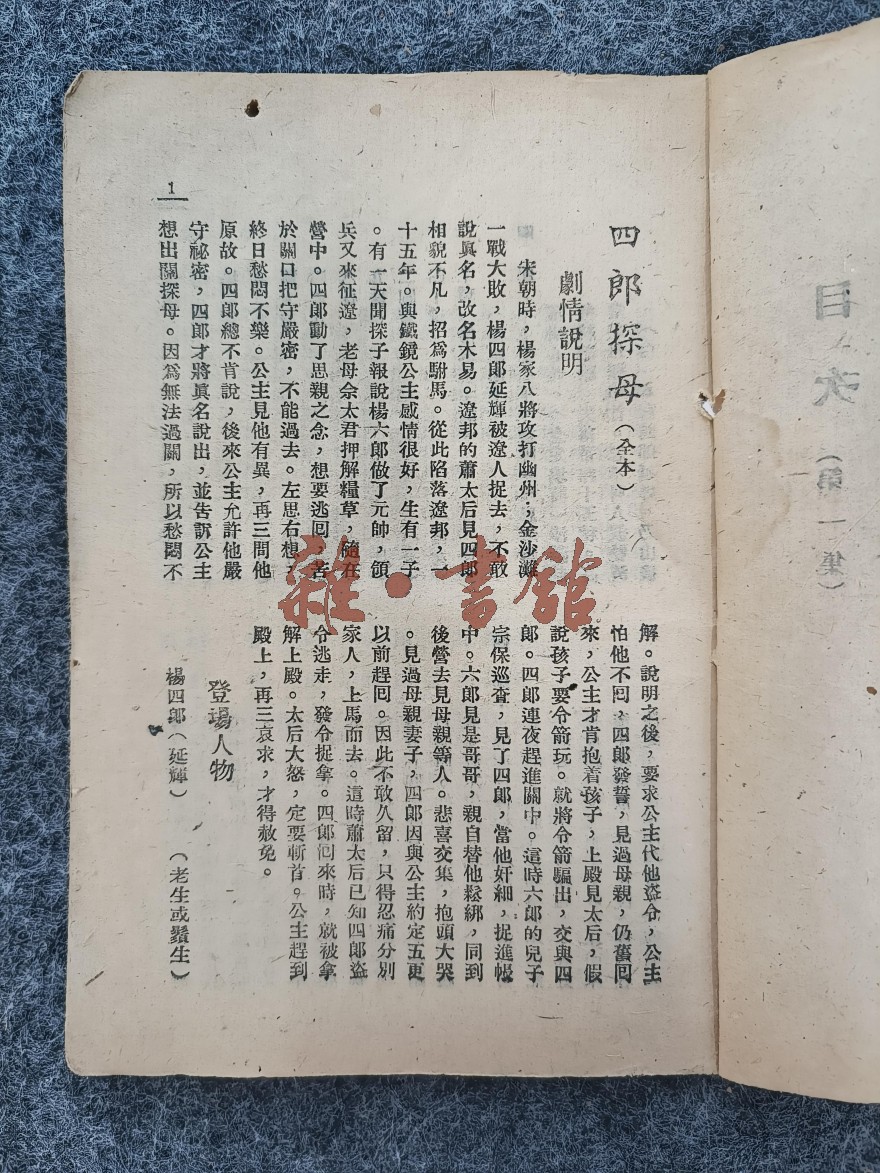 目次（第一集）
四郎探母（全本）
劇情說明
宋朝時，楊家八將攻打幽州；金沙灘
一戰大敗，楊四郎延輝被遼人捉去，不敢
說眞名，改名木易。遼邦的蕭太后見四郎
相貌不凡，招爲駙馬。從此陷落遼邦，一
十五年。與鐵鏡公主感情很好，生有一子
。有一天聞探子報說楊六郎做了元帥，領
兵又來征遼，老母佘太君押解糧草，隨在
營中。四郎動了思親之念，想要逃囘，苦
於關口把守嚴密，不能過去。左思右想，
終日愁悶不樂。公主見他有異，再三問他
原故。四郎總不肯說，後來公主允許他嚴
守祕密，四郎才將眞名說出，並告訴公主
想出關探母。因爲無法過關，所以愁悶不
解。說明之後，要求公主代他盜令，公主
怕他不囘，四郎發誓，見過母親，仍舊囘
來，公主才肯抱着孩子，上殿見太后，假
說孩子要令箭玩。就將令箭騙出，交與四
郎。四郎連夜趕進關中。這時六郎的兒子
宗保巡查，見了四郎，當他奸細，捉進帳
中。六郎見是哥哥，親自替他鬆綁，同到
後營去見母親等人。悲喜交集，抱頭大哭
。見過母親妻子，四郎因與公主約定五更
以前趕囘。因此不敢久留，只得忍痛分別
家人，上馬而去。這時蕭太后已知四郎盜
令逃走，發令捉拿。四郎囘來時，就被拿
解上殿。太后大怒，定要斬首。公主趕到
殿上，再三哀求，才得赦免。
登場人物
楊四郎（延輝）　（老生或鬚生）
1
雜·書館